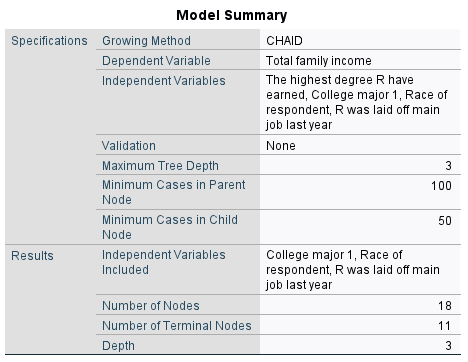 Model Summary
Specifications Growing Method CHAID
Dependent Variable Total family income
Independent Variables The highest degree R have
earned, College major 1, Race of
respondent, R was laid off main
job last year
Validation None
Maximum Tree Depth 3
Minimum Cases in Parent 100
Node
Minimum Cases in Child 50
Node
Results Independent Variables College major 1, Race of
Included respondent, R was laid off main
job last year
Number of Nodes 18
Number of Terminal Nodes 11
Depth 3